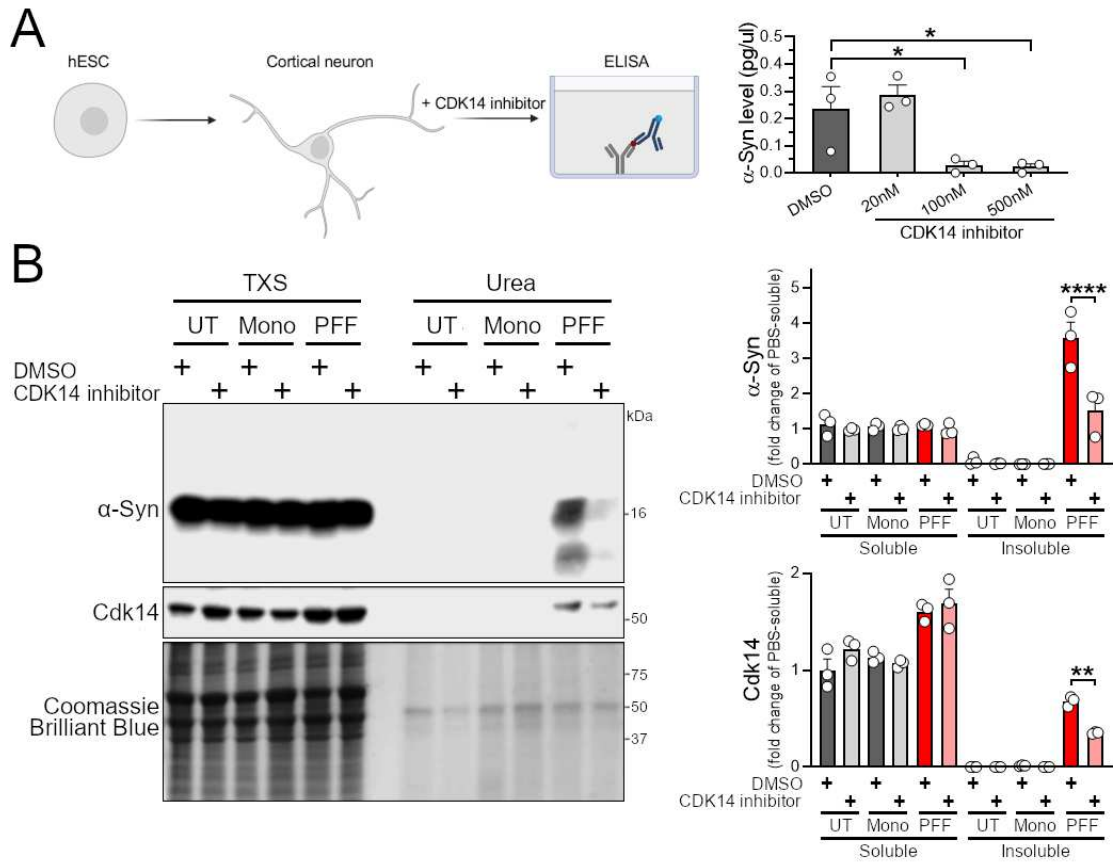 A
hESC
Cortical neuron
+ CDK14 inhibitor
ELISA
α-Syn level (pg/ul)
0.5
0.4
0.3
0.2
0.1
0.0
*
*
DMSO
20nM
100nM
500nM
CDK14 inhibitor
B
TXS
Urea
UT Mono PFF UT Mono PFF
DMSO + + + + + +
CDK14 inhibitor + + + + + +
kDa
α-Syn
-16
Cdk14
-50
Coomassie
Brilliant Blue
-75
-50
-37
α-Syn
(fold change of PBS-soluble)
5
4
3
2
1
0
****
DMSO + + + + + +
CDK14 inhibitor + + + + + +
UT Mono PFF UT Mono PFF
Soluble Insoluble
Cdk14
(fold change of PBS-soluble)
2
1
0
**
DMSO + + + + + +
CDK14 inhibitor + + + + + +
UT Mono PFF UT Mono PFF
Soluble Insoluble